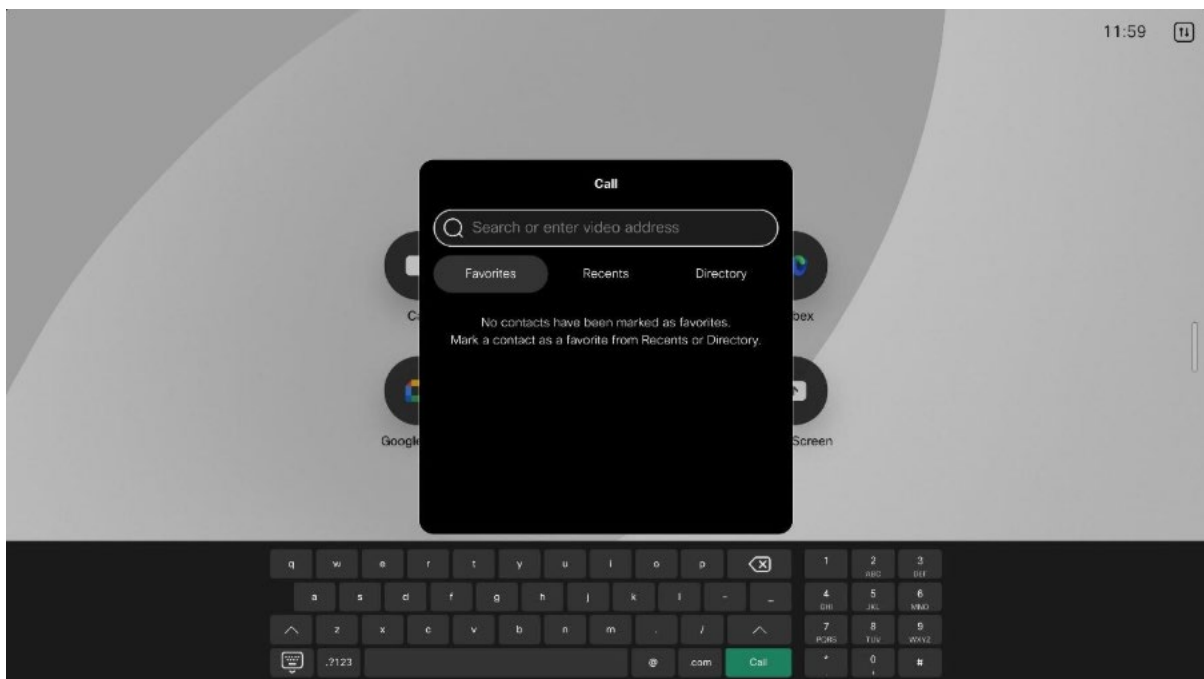 11:59
Call
Search or enter video address
Favorites Recents Directory
No contacts have been marked as favorites.
Mark a contact as a favorite from Recents or Directory.
Google
Screen
q w e r t y u i o p
1 2 ABC 3 DEF
a s d f g h j k l - _
4 GHI 5 JKL 6 MNO
z x c v b n m . /
7 PQRS 8 TUV 9 WXYZ
.?123 @ .com Call
* 0 #